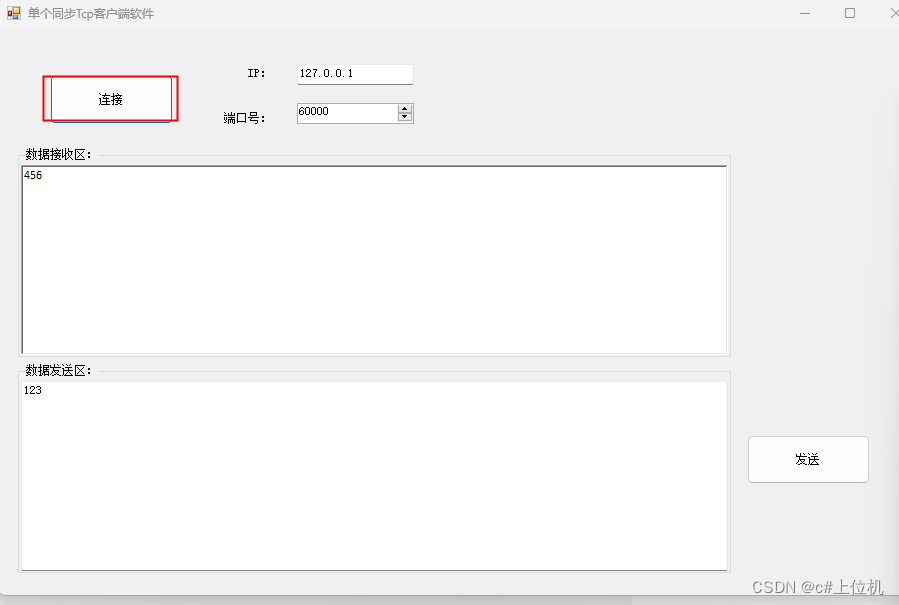 单个同步Tcp客户端软件
IP:
127.0.0.1
连接
端口号:
60000
数据接收区:
456
数据发送区:
123
发送
CSDN @c#上位机